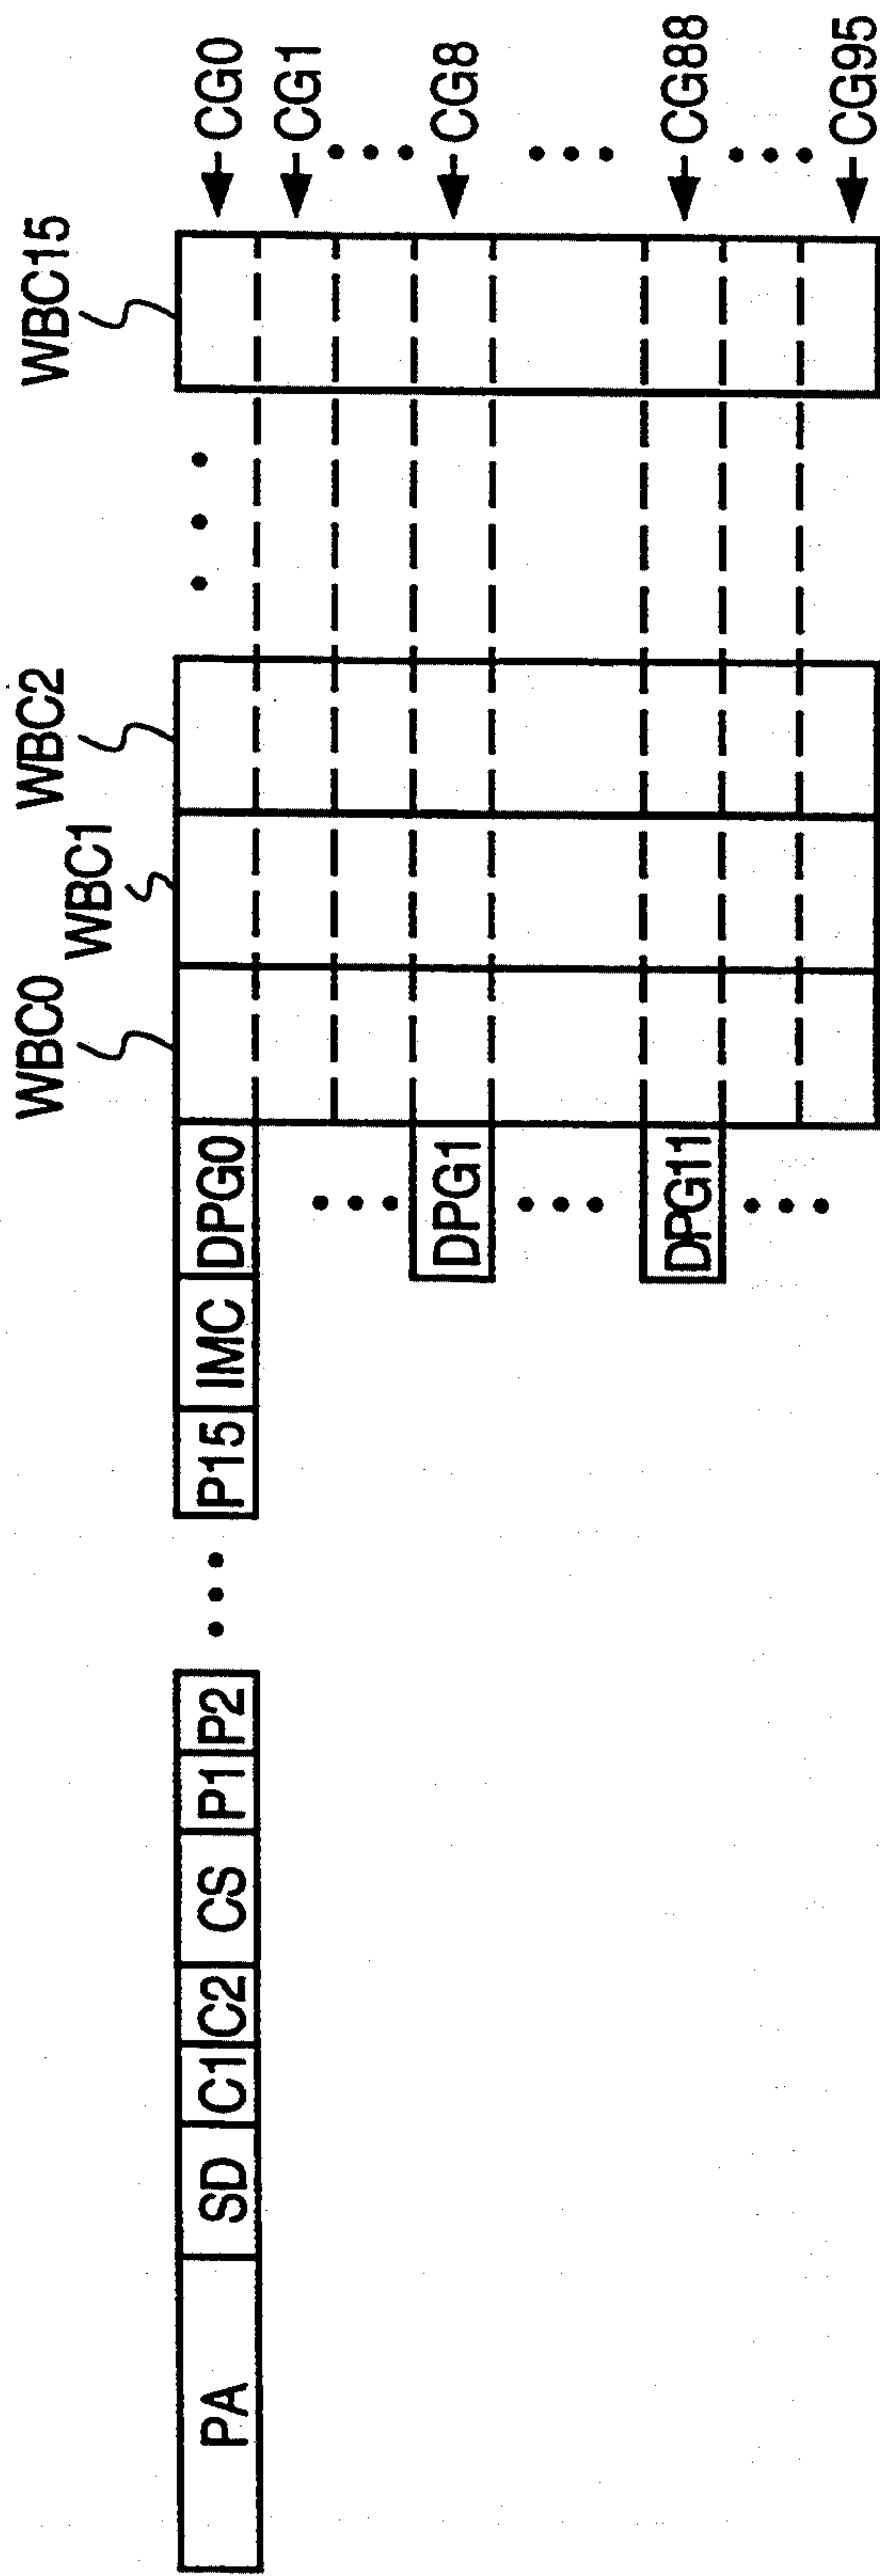 WBC0 WBC1 WBC2 WBC15
PA SD C1 C2 CS P1 P2 P15 IMC DPG0 CG0
CG1
DPG1 CG8
DPG11 CG88
CG95